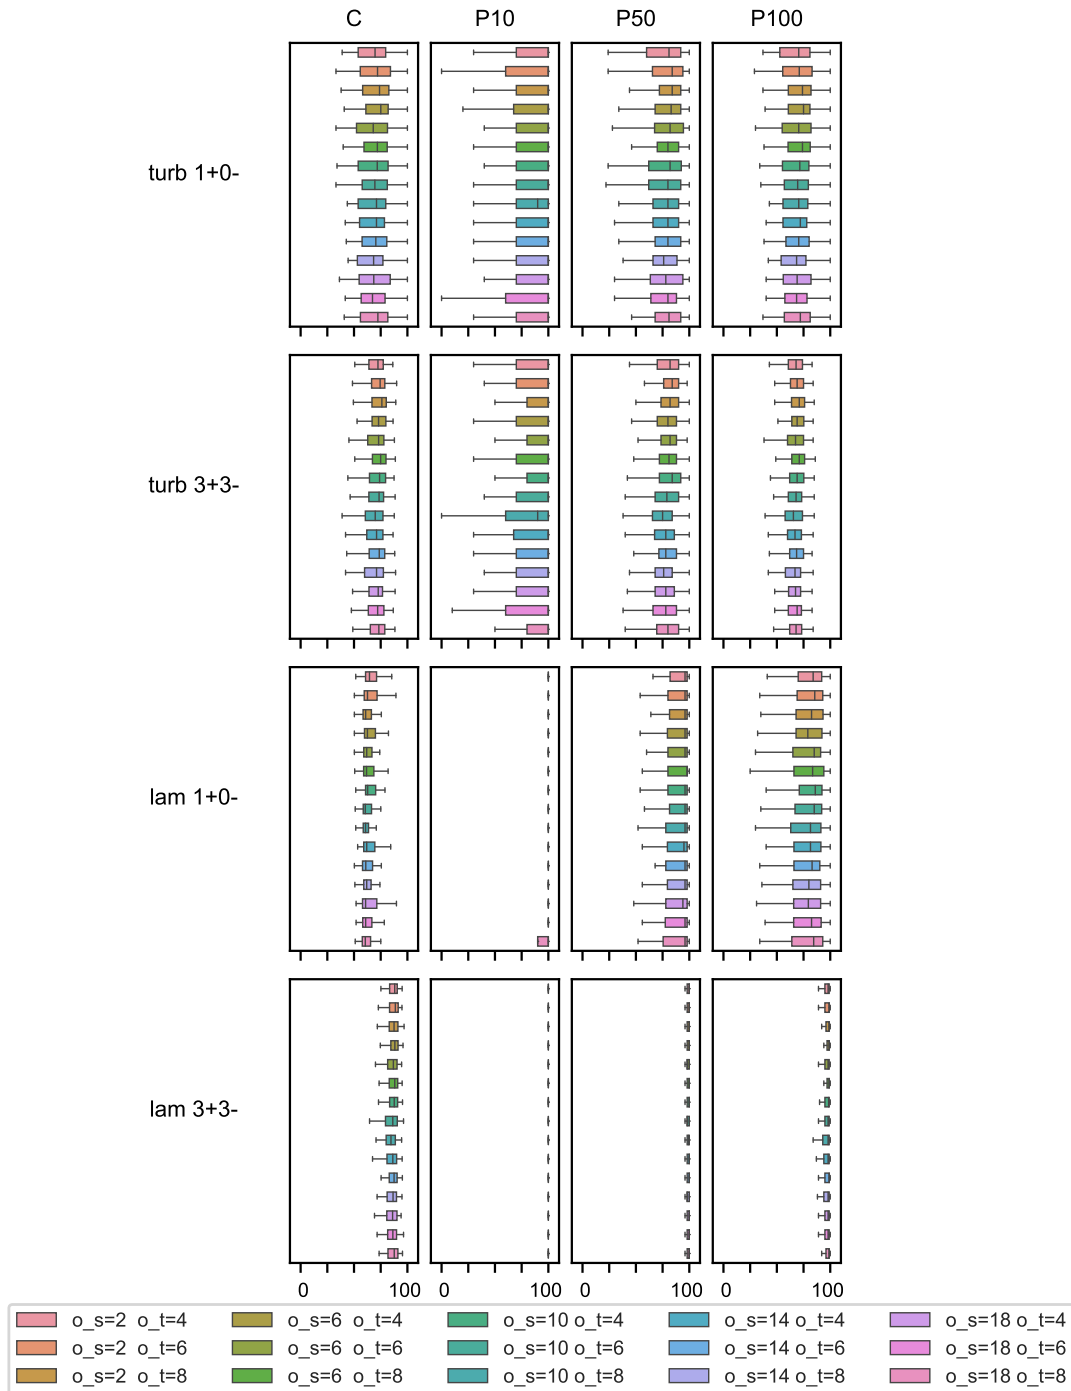 C P10 P50 P100
turb 1+0-
turb 3+3-
lam 1+0-
lam 3+3-
0 100 0 100 0 100 0 100
o_s=2 o_t=4 o_s=6 o_t=4 o_s=10 o_t=4 o_s=14 o_t=4 o_s=18 o_t=4
o_s=2 o_t=6 o_s=6 o_t=6 o_s=10 o_t=6 o_s=14 o_t=6 o_s=18 o_t=6
o_s=2 o_t=8 o_s=6 o_t=8 o_s=10 o_t=8 o_s=14 o_t=8 o_s=18 o_t=8